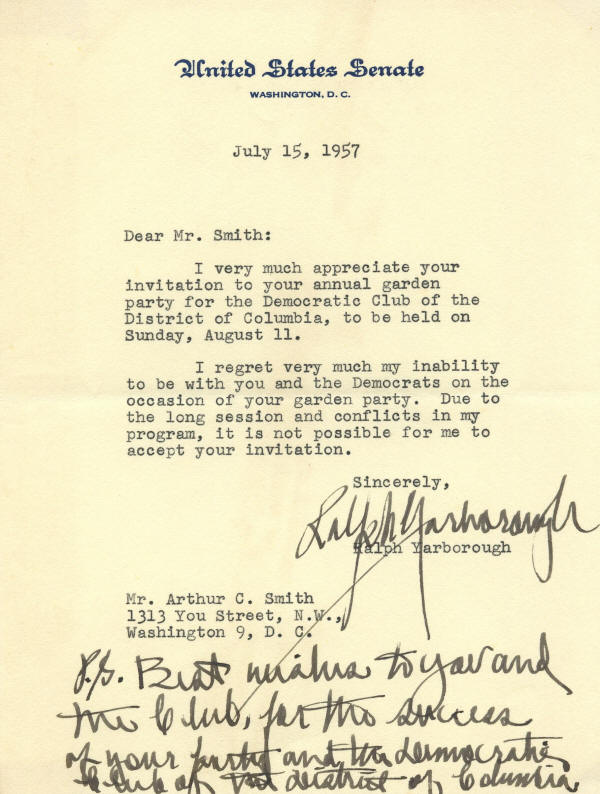 United States Senate
WASHINGTON, D. C.
July 15, 1957
Dear Mr. Smith:
I very much appreciate your
invitation to your annual garden
party for the Democratic Club of the
District of Columbia, to be held on
Sunday, August 11.
I regret very much my inability
to be with you and the Democrats on the
occasion of your garden party. Due to
the long session and conflicts in my
program, it is not possible for me to
accept your invitation.
Sincerely,
Ralph Yarborough
Ralph Yarborough
Mr. Arthur C. Smith
1313 You Street, N.W.,
Washington 9, D. C.
P.S. Best wishes to you and
the Club, for the success
of your party and the democratic
Club of the district of Columbia